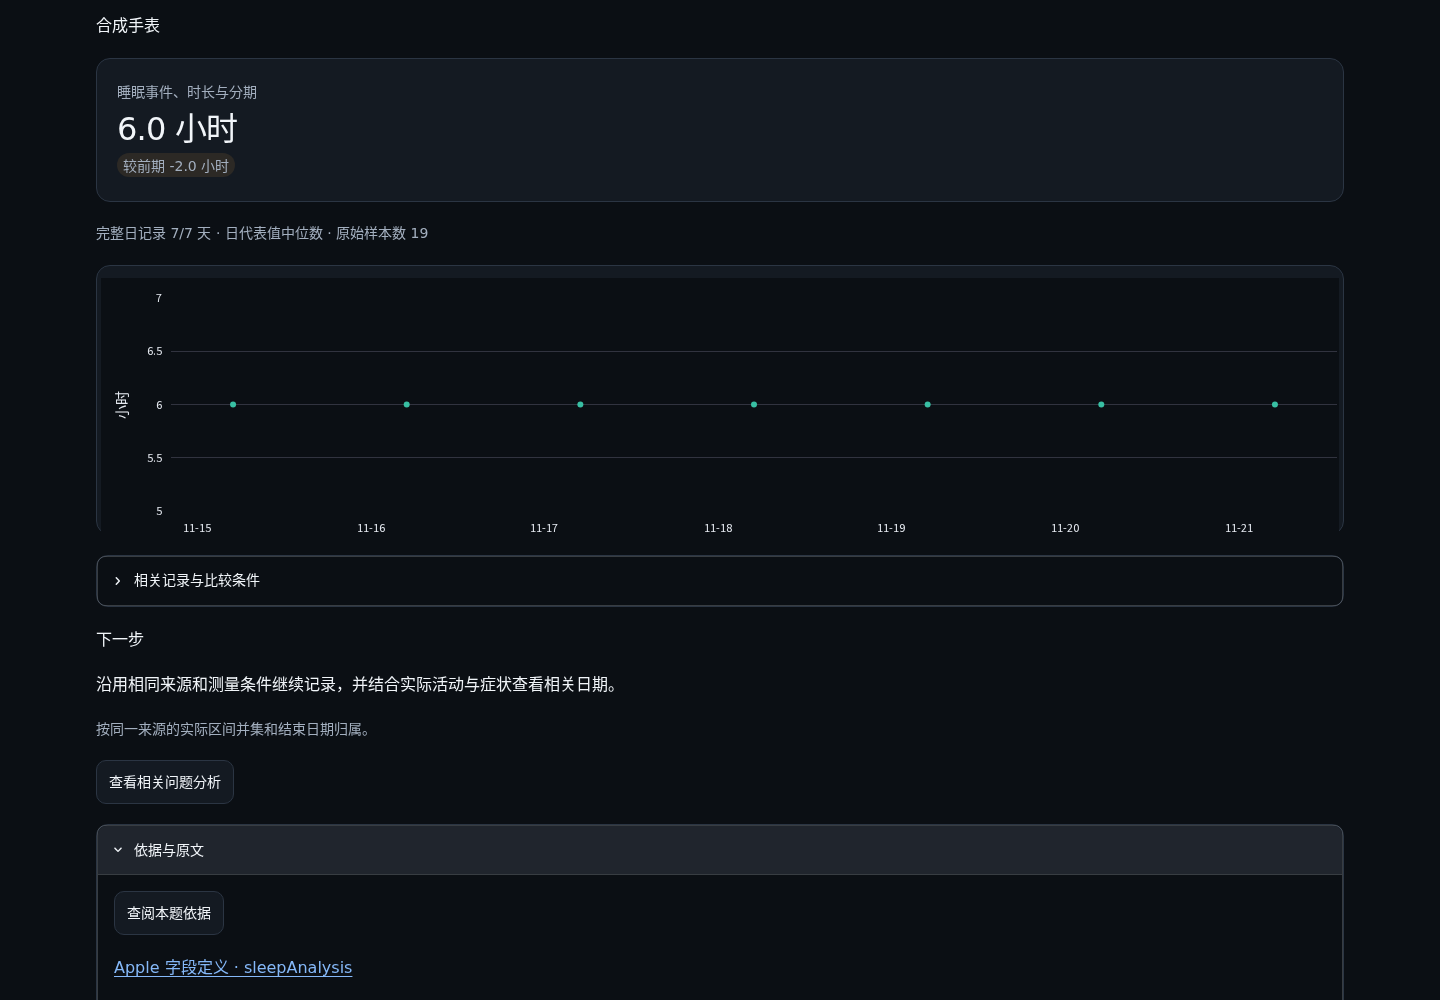 合成手表
睡眠事件、时长与分期
6.0 小时
较前期 -2.0 小时
完整日记录 7/7 天 · 日代表值中位数 · 原始样本数 19
7
6.5
6
5.5
5
小时
11-15 11-16 11-17 11-18 11-19 11-20 11-21
相关记录与比较条件
下一步
沿用相同来源和测量条件继续记录，并结合实际活动与症状查看相关日期。
按同一来源的实际区间并集和结束日期归属。
查看相关问题分析
依据与原文
查阅本题依据
Apple 字段定义 · sleepAnalysis